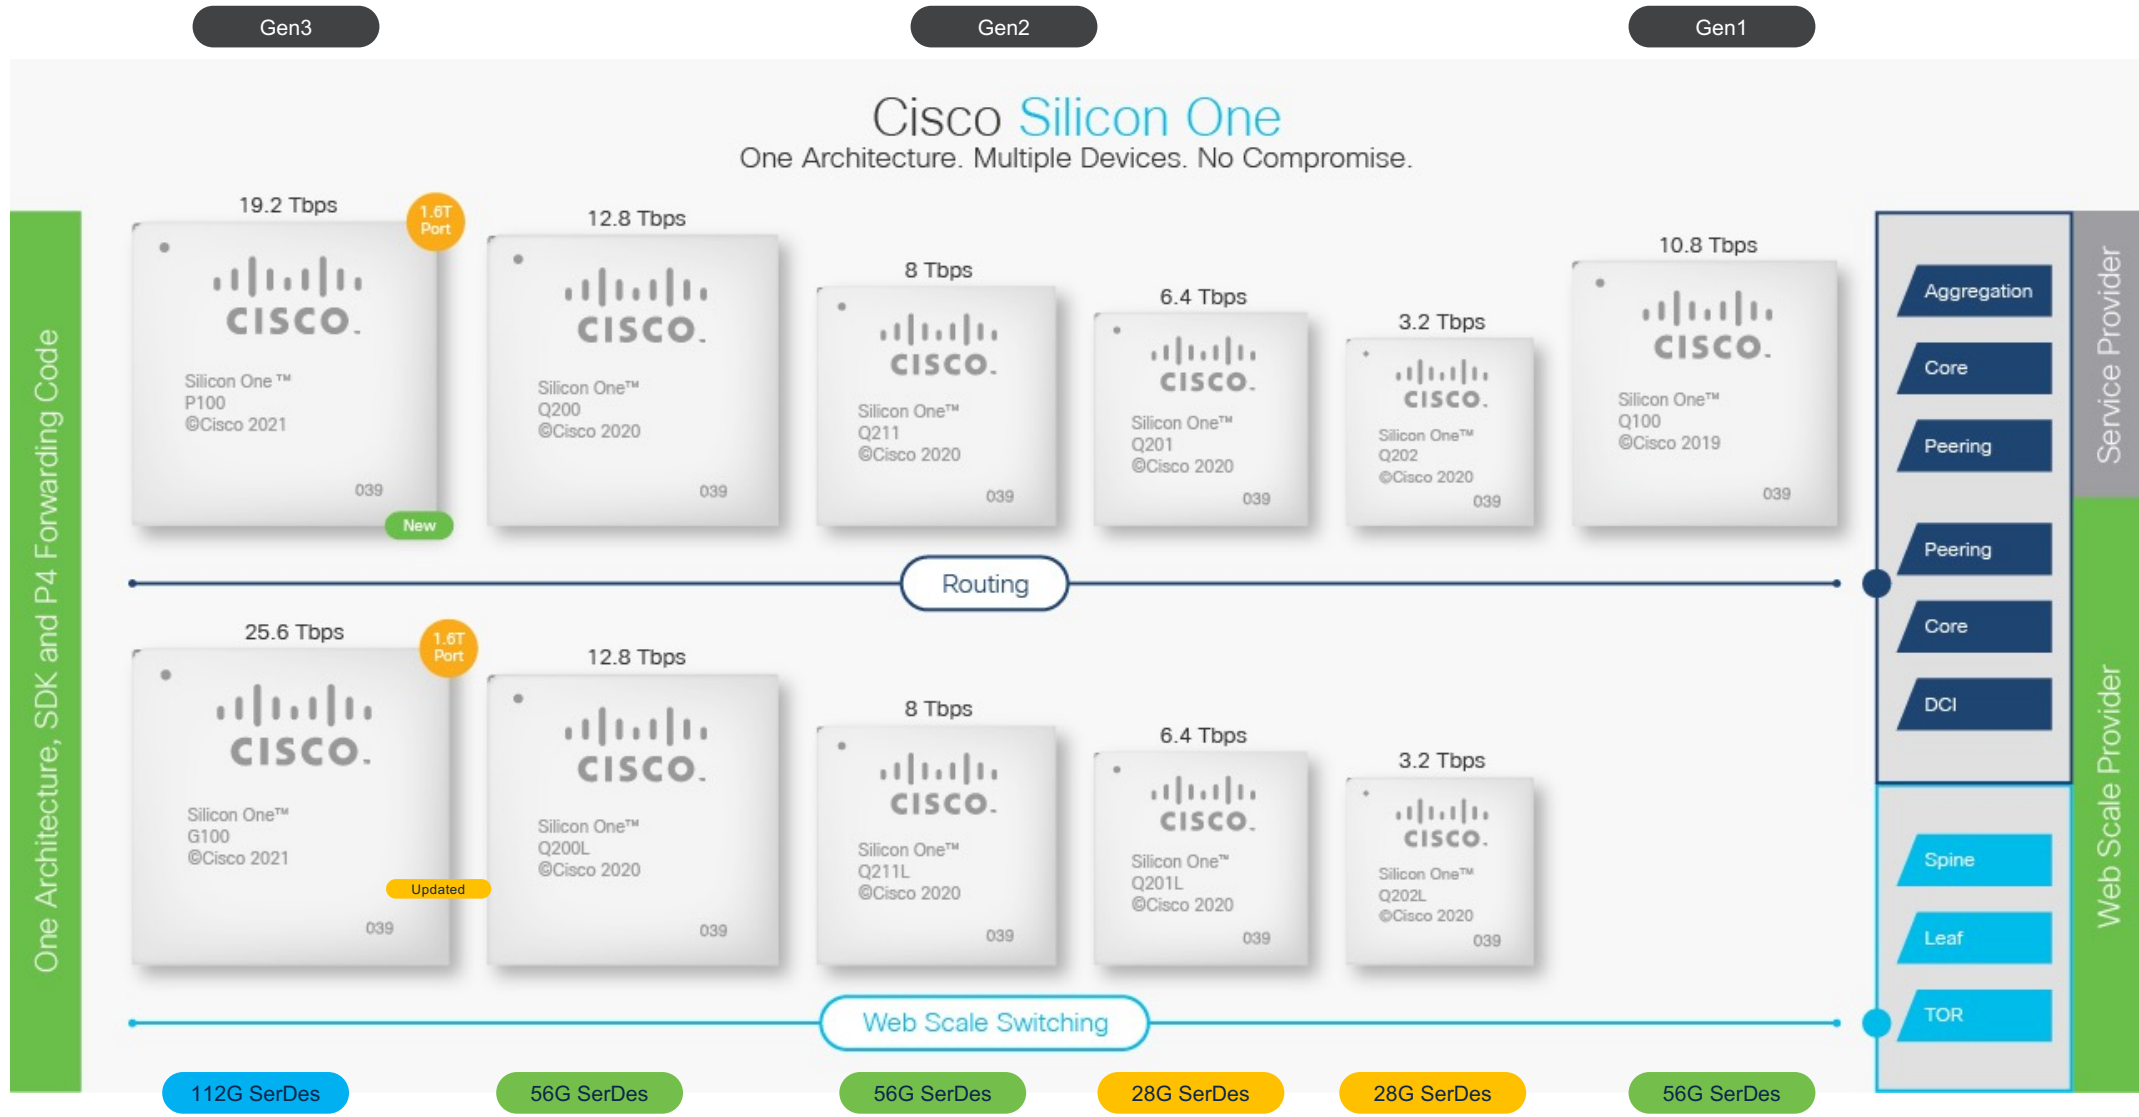 Gen3
Gen2
Gen1
Cisco Silicon One
One Architecture. Multiple Devices. No Compromise.
One Architecture, SDK and P4 Forwarding Code
19.2 Tbps
1.6T
Port
CISCO.
Silicon One™
P100
©Cisco 2021
039
New
12.8 Tbps
CISCO.
Silicon One™
Q200
©Cisco 2020
039
8 Tbps
CISCO.
Silicon One™
Q211
©Cisco 2020
039
6.4 Tbps
CISCO.
Silicon One™
Q201
©Cisco 2020
039
3.2 Tbps
CISCO.
Silicon One™
Q202
©Cisco 2020
039
10.8 Tbps
CISCO.
Silicon One™
Q100
©Cisco 2019
039
Routing
25.6 Tbps
1.6T
Port
CISCO.
Silicon One™
G100
©Cisco 2021
Updated
039
12.8 Tbps
CISCO.
Silicon One™
Q200L
©Cisco 2020
039
8 Tbps
CISCO.
Silicon One™
Q211L
©Cisco 2020
039
6.4 Tbps
CISCO.
Silicon One™
Q201L
©Cisco 2020
039
3.2 Tbps
CISCO.
Silicon One™
Q202L
©Cisco 2020
039
Web Scale Switching
Aggregation
Core
Peering
Peering
Core
DCI
Spine
Leaf
TOR
Service Provider
Web Scale Provider
112G SerDes
56G SerDes
56G SerDes
28G SerDes
28G SerDes
56G SerDes